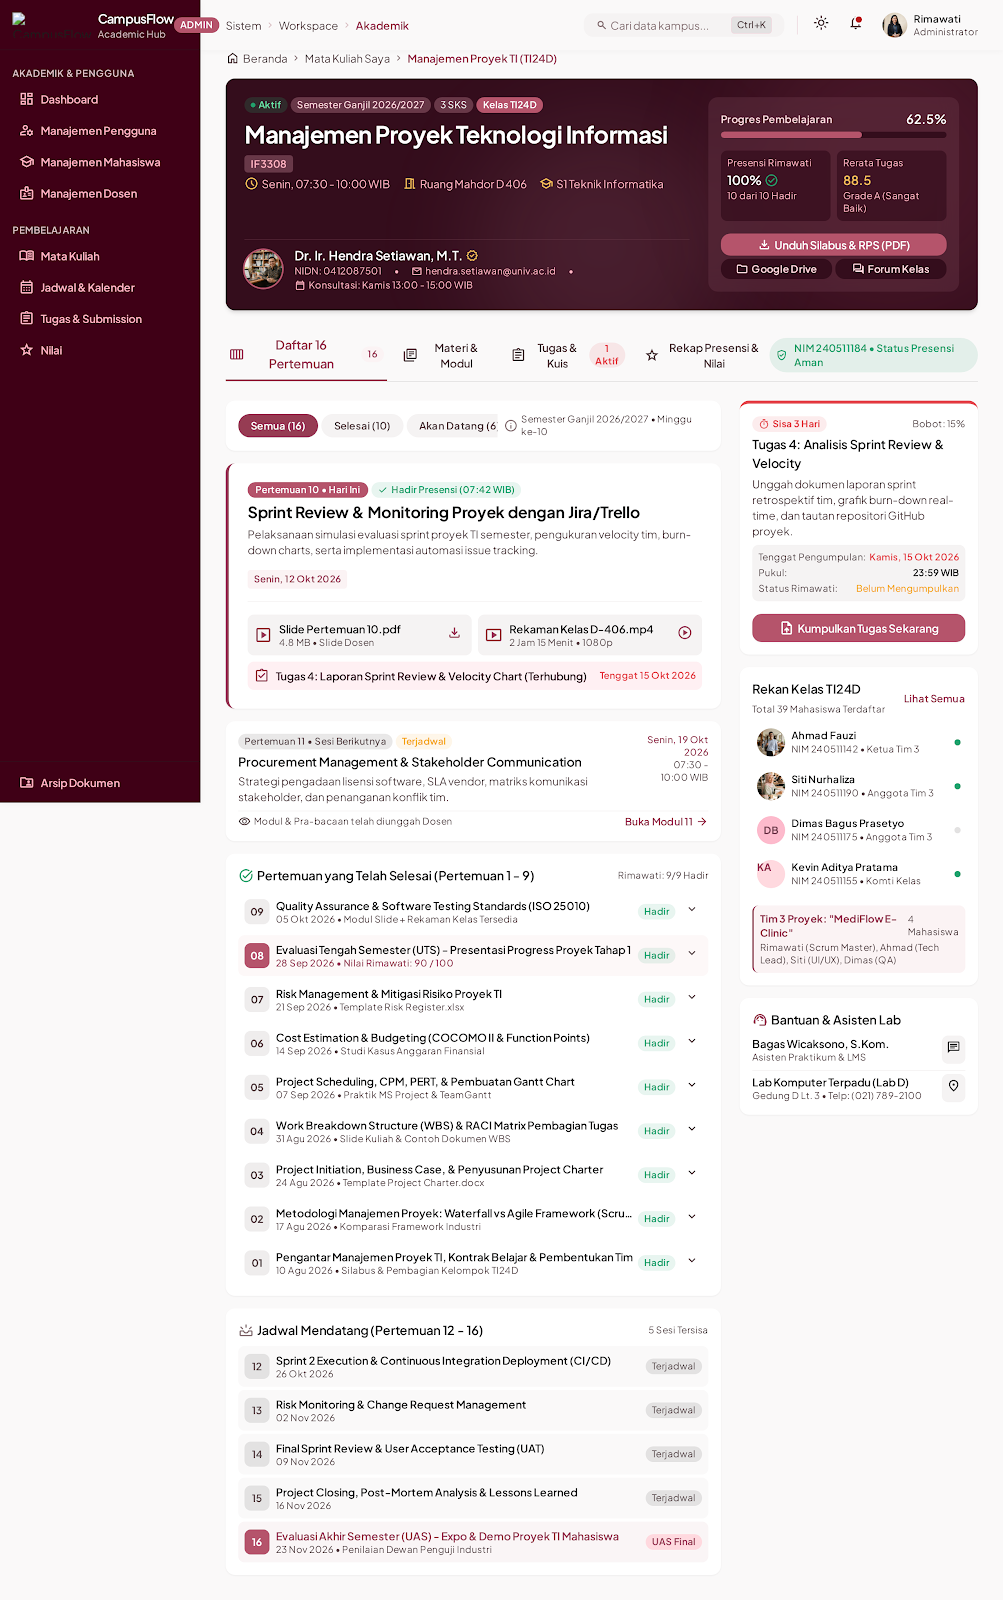 CampusFlow
Academic Hub
ADMIN
Sistem > Workspace > Akademik
Cari data kampus...
Ctrl+K
Rimawati
Administrator
AKADEMIK & PENGGUNA
Dashboard
Manajemen Pengguna
Manajemen Mahasiswa
Manajemen Dosen
PEMBELAJARAN
Mata Kuliah
Jadwal & Kalender
Tugas & Submission
Nilai
Arsip Dokumen
Beranda > Mata Kuliah Saya > Manajemen Proyek TI (TI24D)
• Aktif
Semester Ganjil 2026/2027
3 SKS
Kelas TI24D
Manajemen Proyek Teknologi Informasi
IF3308
Senin, 07:30 - 10:00 WIB
Ruang Mahdor D406
S1 Teknik Informatika
Dr. Ir. Hendra Setiawan, M.T.
NIDN: 0412087501 • hendra.setiawan@univ.ac.id •
Konsultasi: Kamis 13:00 - 15:00 WIB
Progres Pembelajaran
62.5%
Presensi Rimawati
100%
10 dari 10 Hadir
Rerata Tugas
88.5
Grade A (Sangat
Baik)
Unduh Silabus & RPS (PDF)
Google Drive
Forum Kelas
Daftar 16
Pertemuan
16
Materi &
Modul
Tugas &
Kuis
1
Aktif
Rekap Presensi &
Nilai
NIM 240511184 • Status Presensi
Aman
Semua (16)
Selesai (10)
Akan Datang (6)
Semester Ganjil 2026/2027 • Minggu
ke-10
Pertemuan 10 • Hari Ini
Hadir Presensi (07:42 WIB)
Sprint Review & Monitoring Proyek dengan Jira/Trello
Pelaksanaan simulasi evaluasi sprint proyek TI semester, pengukuran velocity tim, burn-
down charts, serta implementasi automasi issue tracking.
Senin, 12 Okt 2026
Slide Pertemuan 10.pdf
4.8 MB • Slide Dosen
Rekaman Kelas D-406.mp4
2 Jam 15 Menit • 1080p
Tugas 4: Laporan Sprint Review & Velocity Chart (Terhubung)
Tenggat 15 Okt 2026
Pertemuan 11 • Sesi Berikutnya
Terjadwal
Procurement Management & Stakeholder Communication
Strategi pengadaan lisensi software, SLA vendor, matriks komunikasi
stakeholder, dan penanganan konflik tim.
Senin, 19 Okt
2026
07:30 -
10:00 WIB
Modul & Pra-bacaan telah diunggah Dosen
Buka Modul 11 →
Pertemuan yang Telah Selesai (Pertemuan 1 - 9)
Rimawati: 9/9 Hadir
09
Quality Assurance & Software Testing Standards (ISO 25010)
05 Okt 2026 • Modul Slide + Rekaman Kelas Tersedia
Hadir
08
Evaluasi Tengah Semester (UTS) - Presentasi Progress Proyek Tahap 1
28 Sep 2026 • Nilai Rimawati: 90 / 100
Hadir
07
Risk Management & Mitigasi Risiko Proyek TI
21 Sep 2026 • Template Risk Register.xlsx
Hadir
06
Cost Estimation & Budgeting (COCOMO II & Function Points)
14 Sep 2026 • Studi Kasus Anggaran Finansial
Hadir
05
Project Scheduling, CPM, PERT, & Pembuatan Gantt Chart
07 Sep 2026 • Praktik MS Project & TeamGantt
Hadir
04
Work Breakdown Structure (WBS) & RACI Matrix Pembagian Tugas
31 Agu 2026 • Slide Kuliah & Contoh Dokumen WBS
Hadir
03
Project Initiation, Business Case, & Penyusunan Project Charter
24 Agu 2026 • Template Project Charter.docx
Hadir
02
Metodologi Manajemen Proyek: Waterfall vs Agile Framework (Scru...
17 Agu 2026 • Komparasi Framework Industri
Hadir
01
Pengantar Manajemen Proyek TI, Kontrak Belajar & Pembentukan Tim
10 Agu 2026 • Silabus & Pembagian Kelompok TI24D
Hadir
Jadwal Mendatang (Pertemuan 12 - 16)
5 Sesi Tersisa
12
Sprint 2 Execution & Continuous Integration Deployment (CI/CD)
26 Okt 2026
Terjadwal
13
Risk Monitoring & Change Request Management
02 Nov 2026
Terjadwal
14
Final Sprint Review & User Acceptance Testing (UAT)
09 Nov 2026
Terjadwal
15
Project Closing, Post-Mortem Analysis & Lessons Learned
16 Nov 2026
Terjadwal
16
Evaluasi Akhir Semester (UAS) - Expo & Demo Proyek TI Mahasiswa
23 Nov 2026 • Penilaian Dewan Penguji Industri
UAS Final
Sisa 3 Hari
Bobot: 15%
Tugas 4: Analisis Sprint Review &
Velocity
Unggah dokumen laporan sprint
retrospektif tim, grafik burn-down real-
time, dan tautan repositori GitHub
proyek.
Tenggat Pengumpulan: Kamis, 15 Okt 2026
Pukul: 23:59 WIB
Status Rimawati: Belum Mengumpulkan
Kumpulkan Tugas Sekarang
Rekan Kelas TI24D
Total 39 Mahasiswa Terdaftar
Lihat Semua
Ahmad Fauzi
NIM 240511142 • Ketua Tim 3
Siti Nurhaliza
NIM 240511190 • Anggota Tim 3
DB
Dimas Bagus Prasetyo
NIM 240511175 • Anggota Tim 3
KA
Kevin Aditya Pratama
NIM 240511155 • Komti Kelas
Tim 3 Proyek: "MediFlow E-
Clinic"
4
Mahasiswa
Rimawati (Scrum Master), Ahmad (Tech
Lead), Siti (UI/UX), Dimas (QA)
Bantuan & Asisten Lab
Bagas Wicaksono, S.Kom.
Asisten Praktikum & LMS
Lab Komputer Terpadu (Lab D)
Gedung D Lt. 3 • Telp: (021) 789-2100